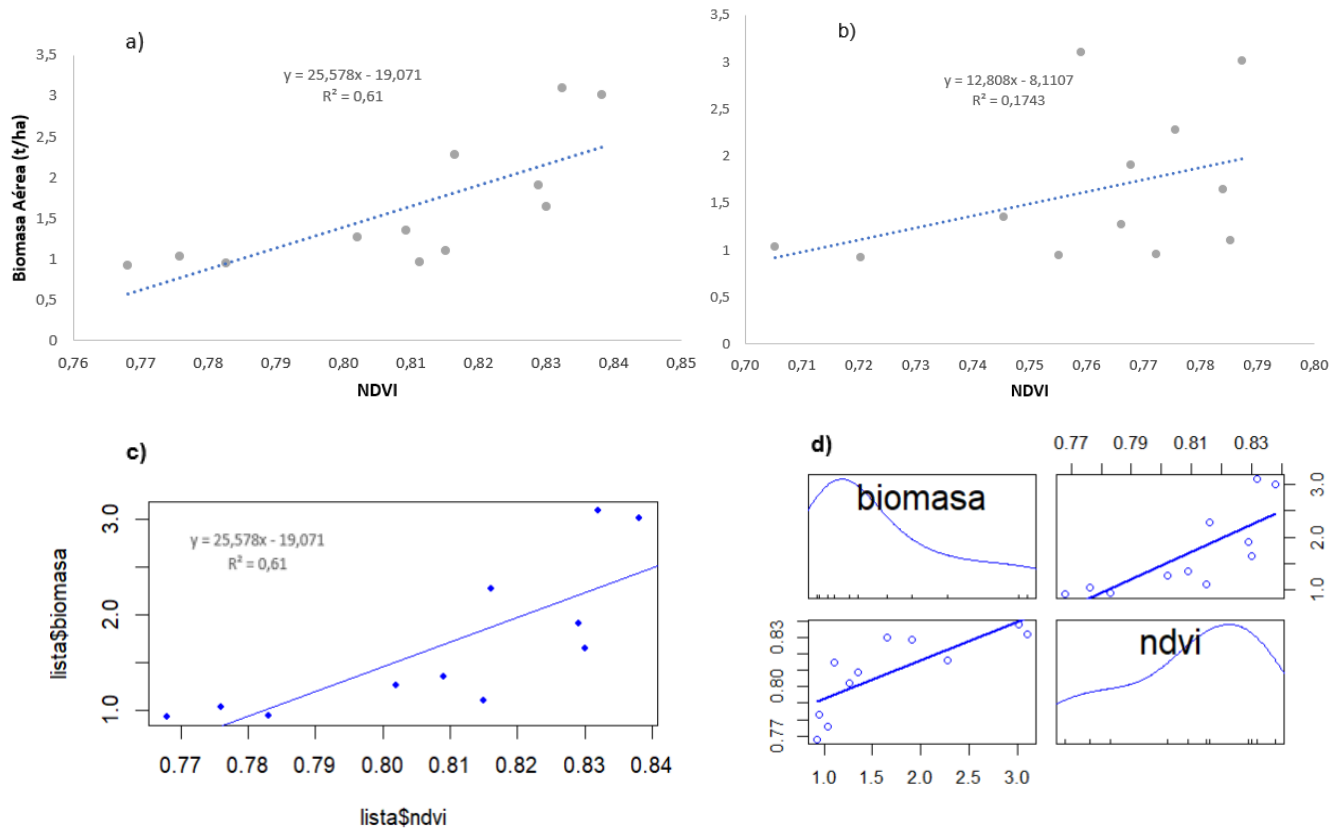 a)
y = 25,578x - 19,071
R² = 0,61
Biomasa Aérea (t/ha)
3,5
3
2,5
2
1,5
1
0,5
0
0,76 0,77 0,78 0,79 0,80 0,81 0,82 0,83 0,84 0,85
NDVI
b)
y = 12,808x - 8,1107
R² = 0,1743
3,5
3
2,5
2
1,5
1
0,5
0
0,70 0,71 0,72 0,73 0,74 0,75 0,76 0,77 0,78 0,79 0,80
NDVI
c)
y = 25,578x - 19,071
R² = 0,61
lista$biomasa
3.0
2.0
1.0
0.77 0.78 0.79 0.80 0.81 0.82 0.83 0.84
lista$ndvi
d)
0.77 0.79 0.81 0.83
biomasa
3.0
2.0
1.0
0.83
0.80
0.77
ndvi
1.0 1.5 2.0 2.5 3.0